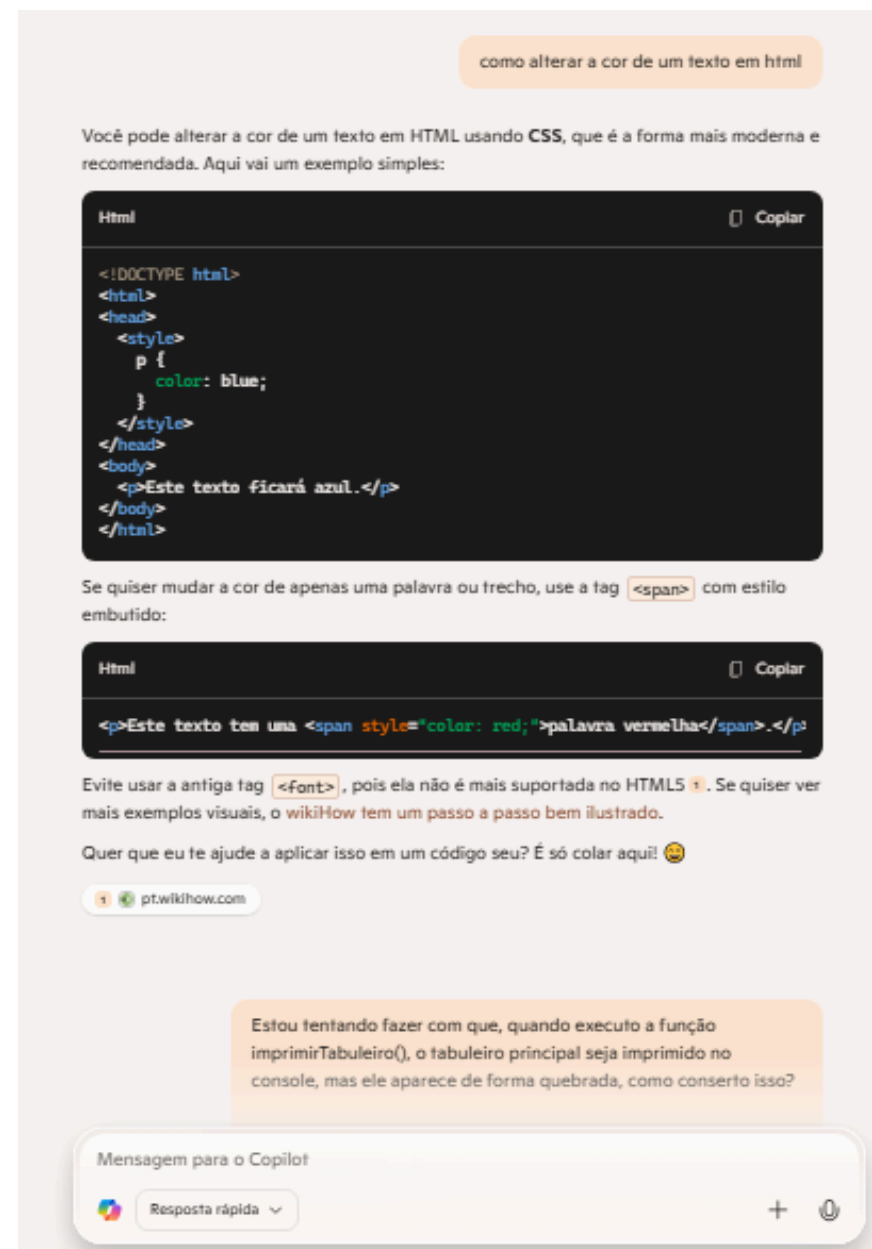 como alterar a cor de um texto em html
Você pode alterar a cor de um texto em HTML usando CSS, que é a forma mais moderna e
recomendada. Aqui vai um exemplo simples:
Html
Copiar
<!DOCTYPE html>
<html>
<head>
<style>
p {
color: blue;
}
</style>
</head>
<body>
<p>Este texto ficará azul.</p>
</body>
</html>
Se quiser mudar a cor de apenas uma palavra ou trecho, use a tag <span> com estilo
embutido:
Html
Copiar
<p>Este texto tem uma <span style="color: red;">palavra vermelha</span>.</p>
Evite usar a antiga tag <font>, pois ela não é mais suportada no HTML5 1. Se quiser ver
mais exemplos visuais, o wikiHow tem um passo a passo bem ilustrado.
Quer que eu te ajude a aplicar isso em um código seu? É só colar aqui! 😄
1 pt.wikihow.com
Estou tentando fazer com que, quando executo a função
imprimirTabuleiro(), o tabuleiro principal seja imprimido no
console, mas ele aparece de forma quebrada, como conserto isso?
Mensagem para o Copilot
Resposta rápida